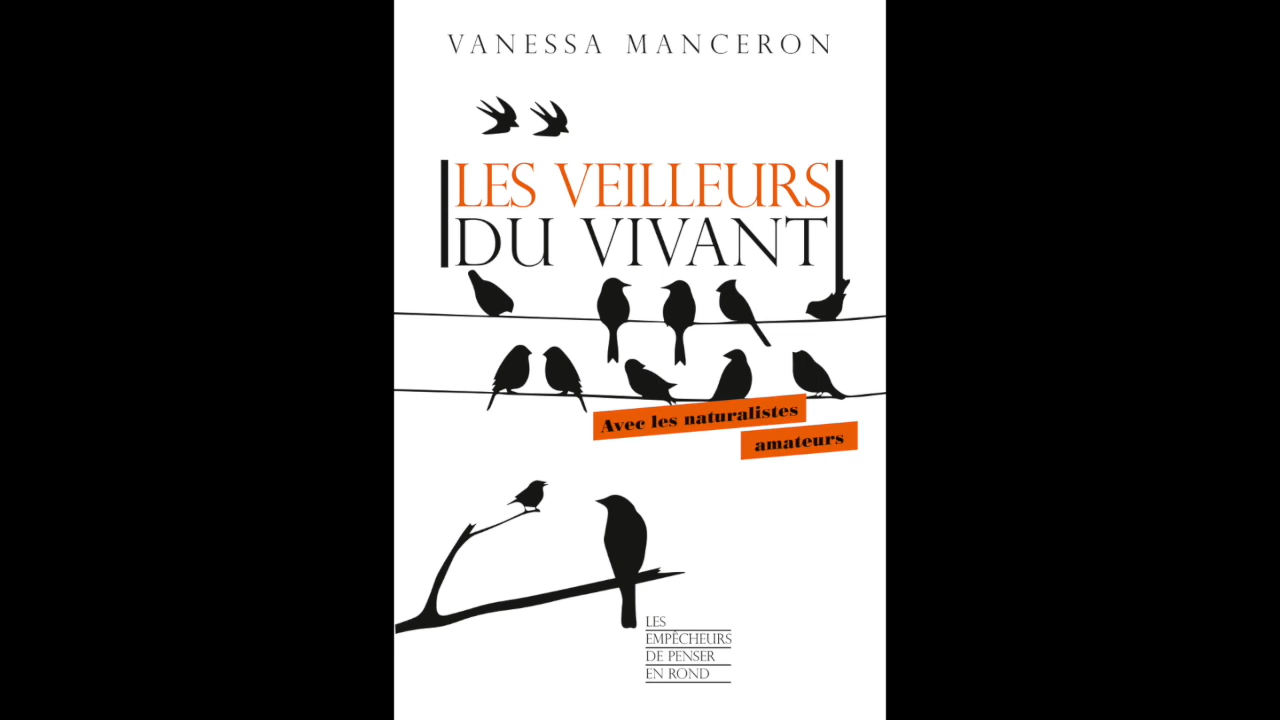 VANESSA MANCERON
LES VEILLEURS
DU VIVANT
Avec les naturalistes
amateurs
LES
EMPÊCHEURS
DE PENSER
EN ROND